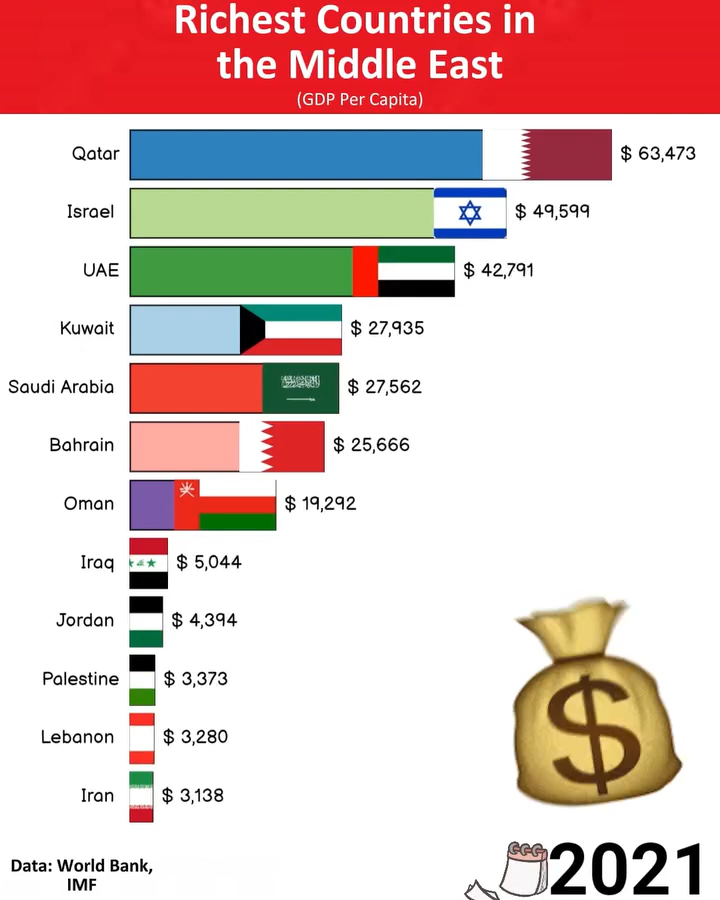 Richest Countries in
the Middle East
(GDP Per Capita)
Qatar $ 63,473
Israel $ 49,599
UAE $ 42,791
Kuwait $ 27,935
Saudi Arabia $ 27,562
Bahrain $ 25,666
Oman $ 19,292
Iraq $ 5,044
Jordan $ 4,394
Palestine $ 3,373
Lebanon $ 3,280
Iran $ 3,138
$
Data: World Bank,
IMF
2021